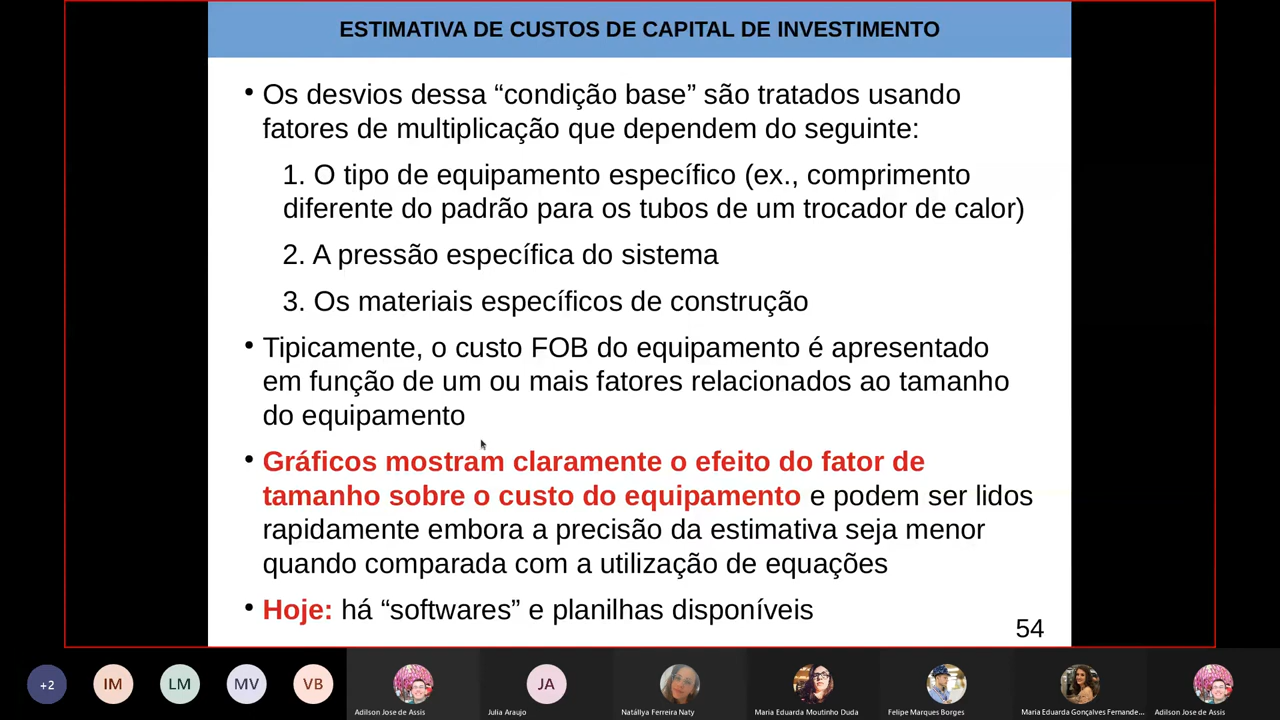 ESTIMATIVA DE CUSTOS DE CAPITAL DE INVESTIMENTO
• Os desvios dessa “condição base” são tratados usando
fatores de multiplicação que dependem do seguinte:
1. O tipo de equipamento específico (ex., comprimento
diferente do padrão para os tubos de um trocador de calor)
2. A pressão específica do sistema
3. Os materiais específicos de construção
• Tipicamente, o custo FOB do equipamento é apresentado
em função de um ou mais fatores relacionados ao tamanho
do equipamento
• Gráficos mostram claramente o efeito do fator de
tamanho sobre o custo do equipamento e podem ser lidos
rapidamente embora a precisão da estimativa seja menor
quando comparada com a utilização de equações
• Hoje: há “softwares” e planilhas disponíveis
54
+2 IM LM MV VB JA
Adilson Jose de Assis Julia Araujo Natállya Ferreira Naty Maria Eduarda Moutinho Duda Felipe Marques Borges Maria Eduarda Gonçalves Fernande... Adilson Jose de Assis